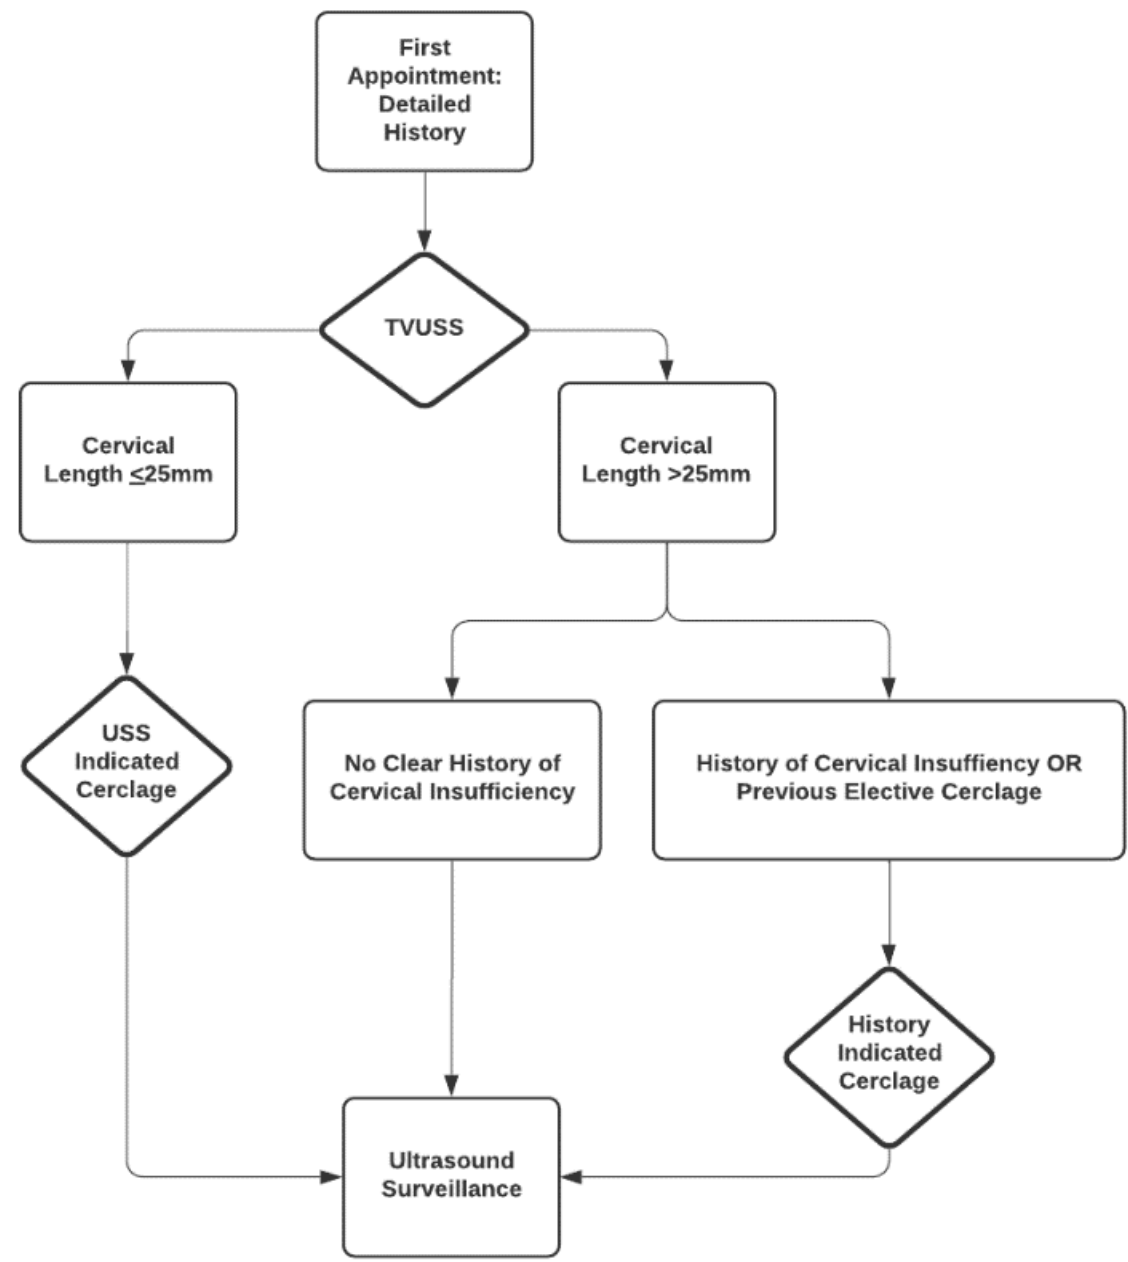 First
Appointment:
Detailed
History
TVUSS
Cervical
Length ≤25mm
Cervical
Length >25mm
USS
Indicated
Cerclage
No Clear History of
Cervical Insufficiency
History of Cervical Insuffiency OR
Previous Elective Cerclage
History
Indicated
Cerclage
Ultrasound
Surveillance